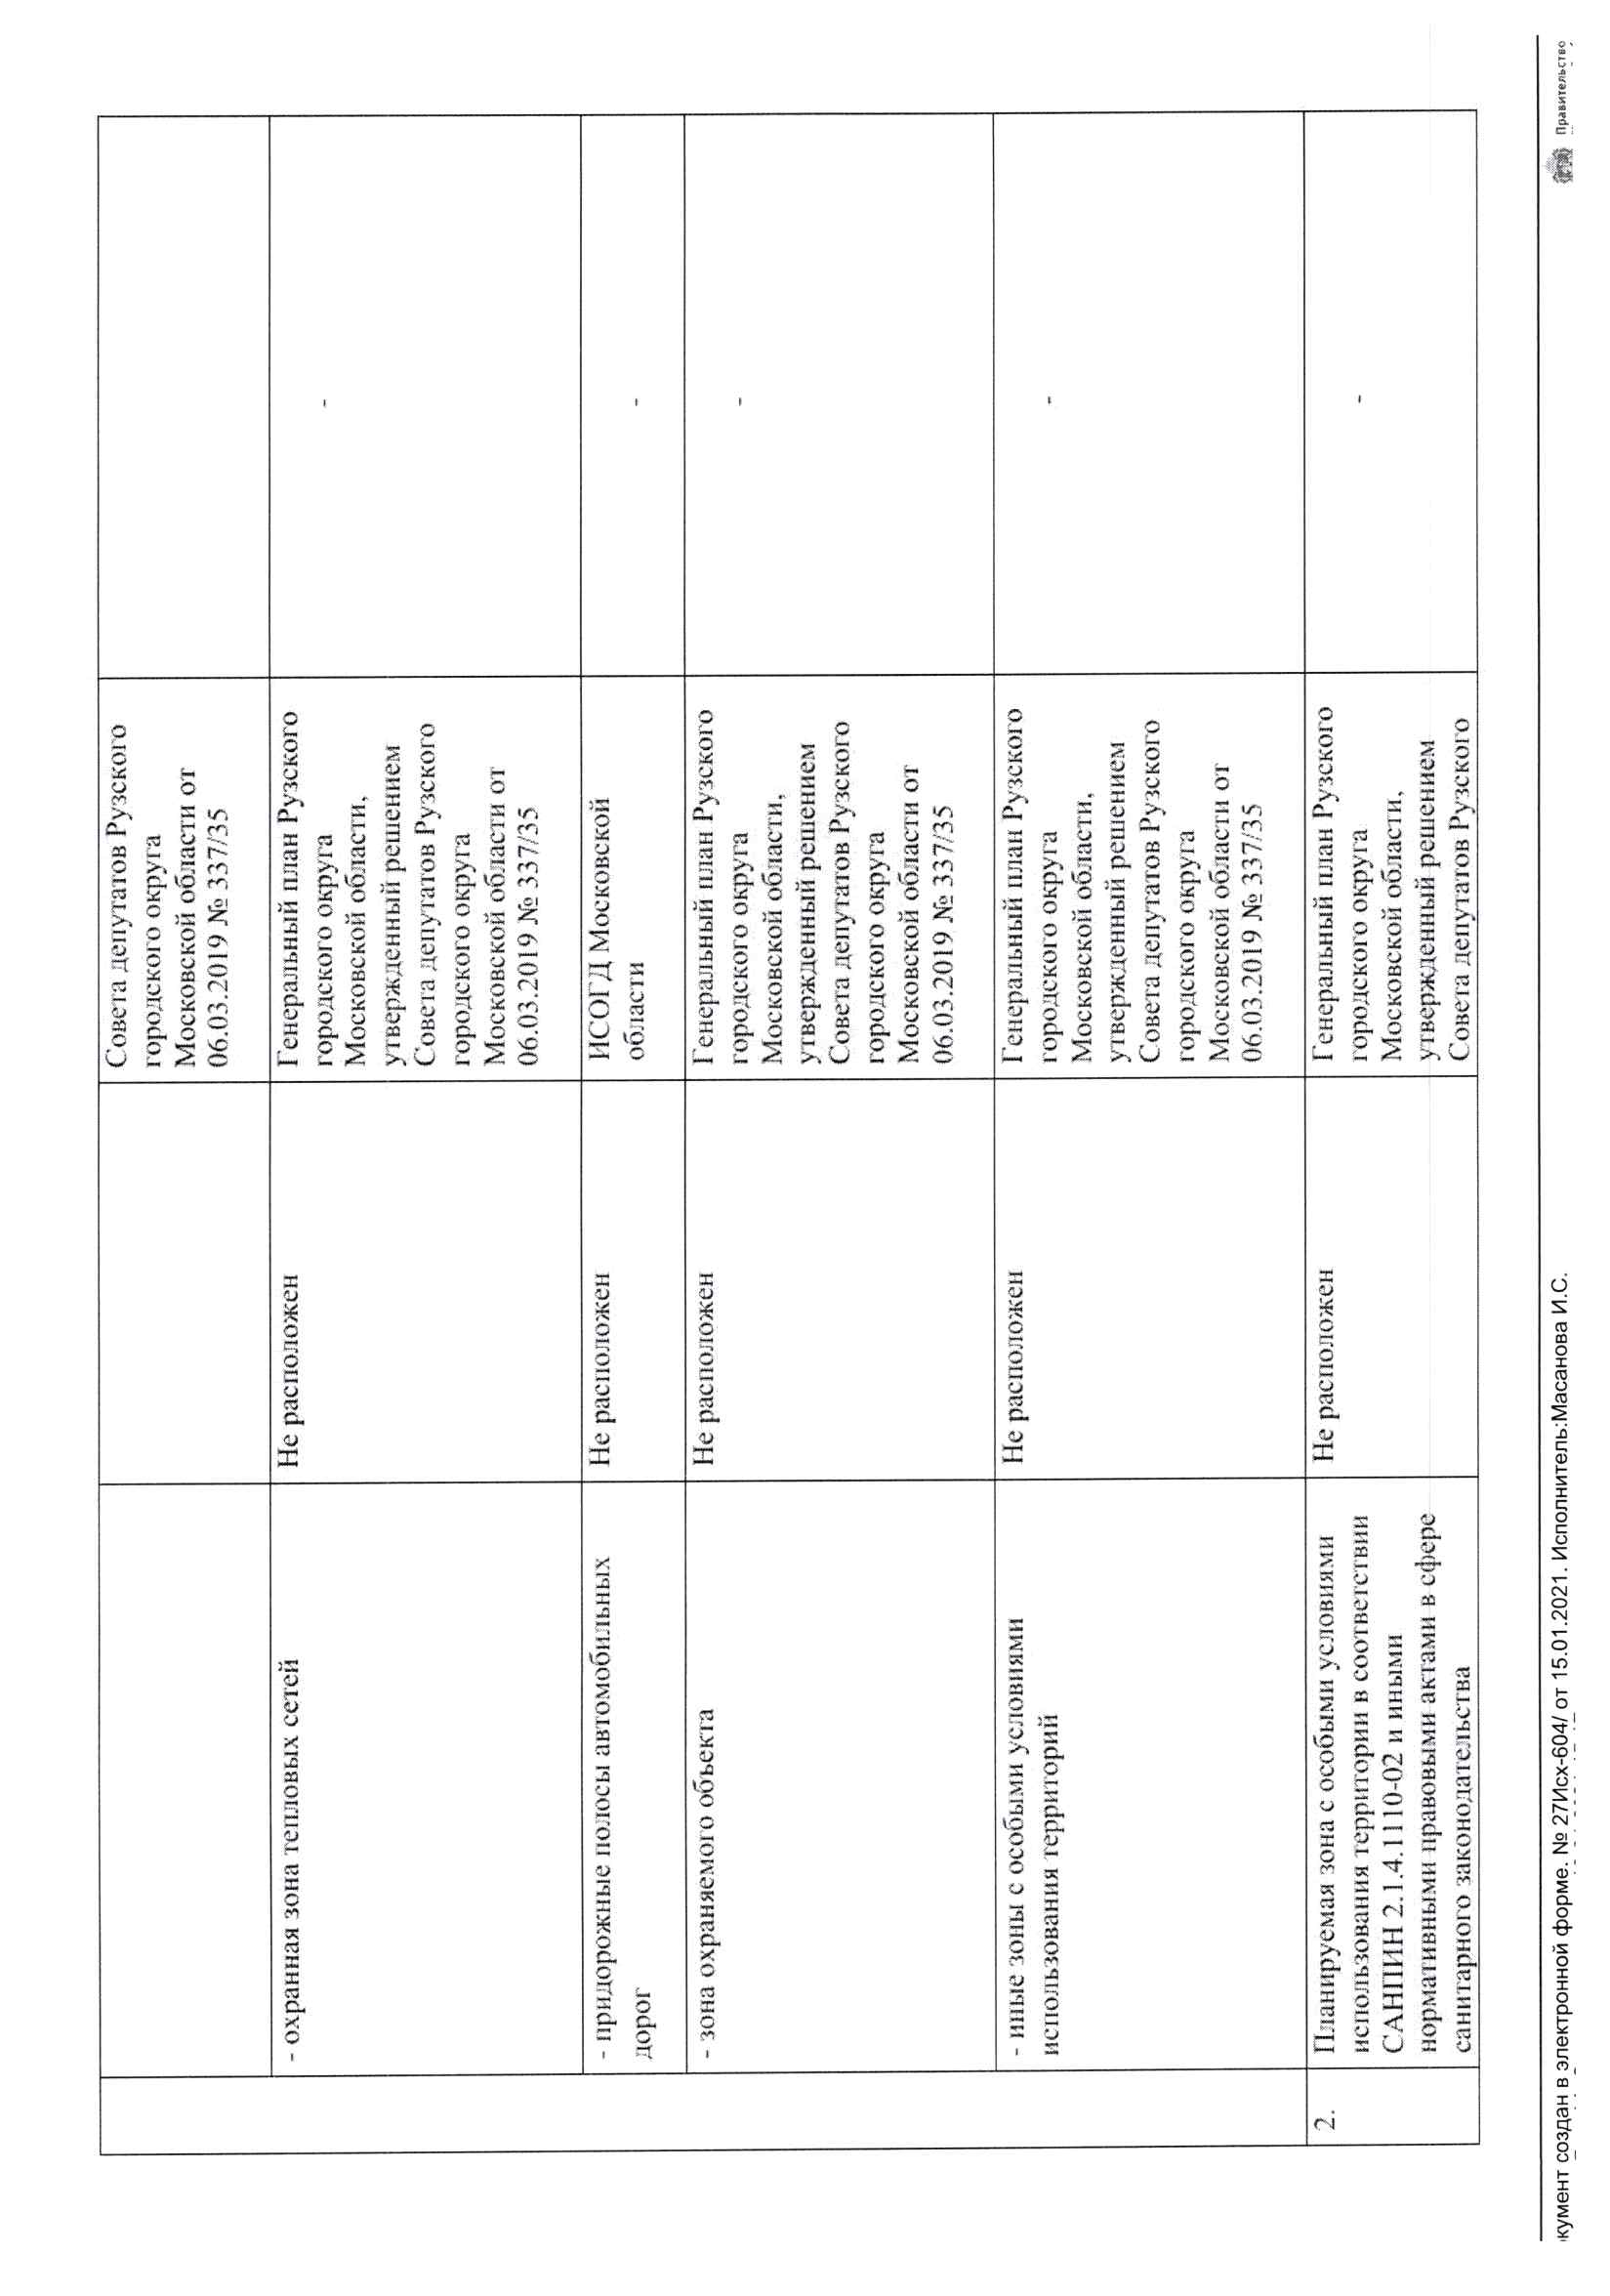 Совета депутатов Рузского
городского округа
Московской области от
06.03.2019 № 337/35
- охранная зона тепловых сетей
Не расположен
Генеральный план Рузского
городского округа
Московской области,
утвержденный решением
Совета депутатов Рузского
городского округа
Московской области от
06.03.2019 № 337/35
-
- придорожные полосы автомобильных
дорог
Не расположен
ИСОГД Московской
области
-
- зона охраняемого объекта
Не расположен
Генеральный план Рузского
городского округа
Московской области,
утвержденный решением
Совета депутатов Рузского
городского округа
Московской области от
06.03.2019 № 337/35
-
- иные зоны с особыми условиями
использования территорий
Не расположен
Генеральный план Рузского
городского округа
Московской области,
утвержденный решением
Совета депутатов Рузского
городского округа
Московской области от
06.03.2019 № 337/35
-
2.
Планируемая зона с особыми условиями
использования территории в соответствии
САНПИН 2.1.4.1110-02 и иными
нормативными правовыми актами в сфере
санитарного законодательства
Не расположен
Генеральный план Рузского
городского округа
Московской области,
утвержденный решением
Совета депутатов Рузского
-
кумент создан в электронной форме. № 27Исх-604/ от 15.01.2021. Исполнитель:Масанова И.С.
Правительство